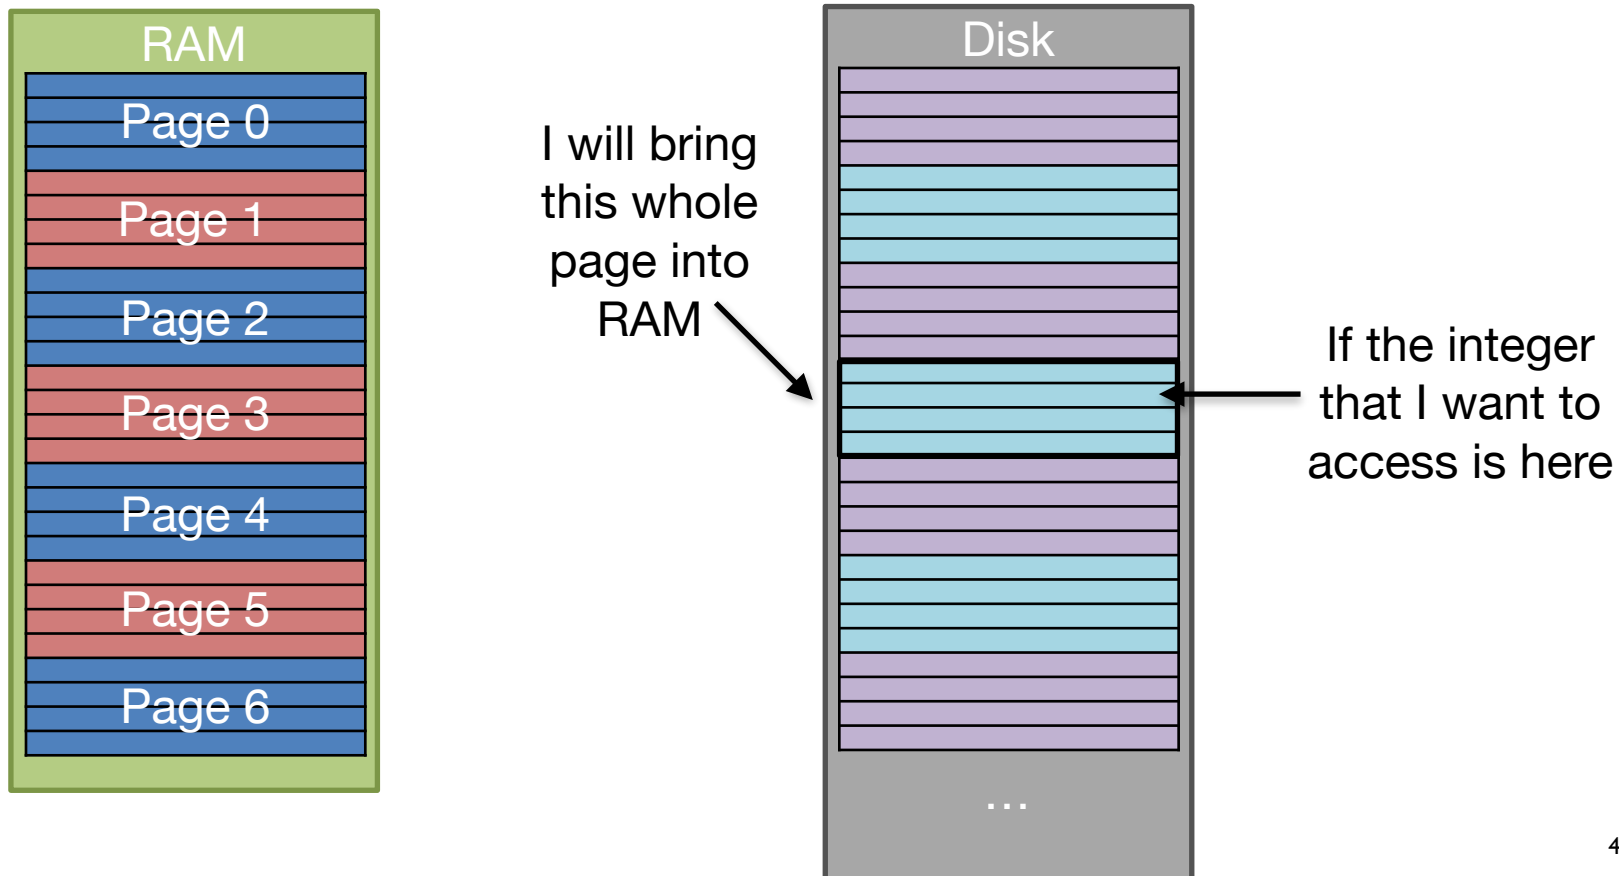 RAM
Page 0
Page 1
Page 2
Page 3
Page 4
Page 5
Page 6
I will bring
this whole
page into
RAM
Disk
...
If the integer
that I want to
access is here
4